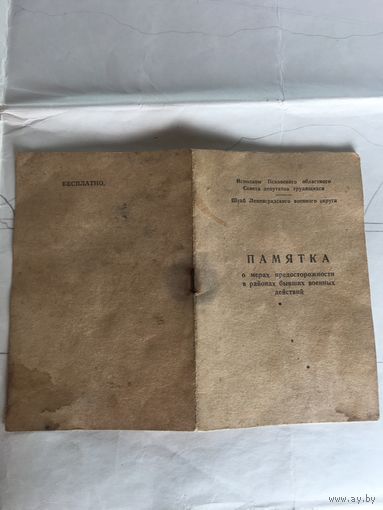 БЕСПЛАТНО.
Исполком Псковского областного
Совета депутатов трудящихся
Штаб Ленинградского военного округа
ПАМЯТКА
о мерах предосторожности
в районах бывших военных
действий
www.ay.by